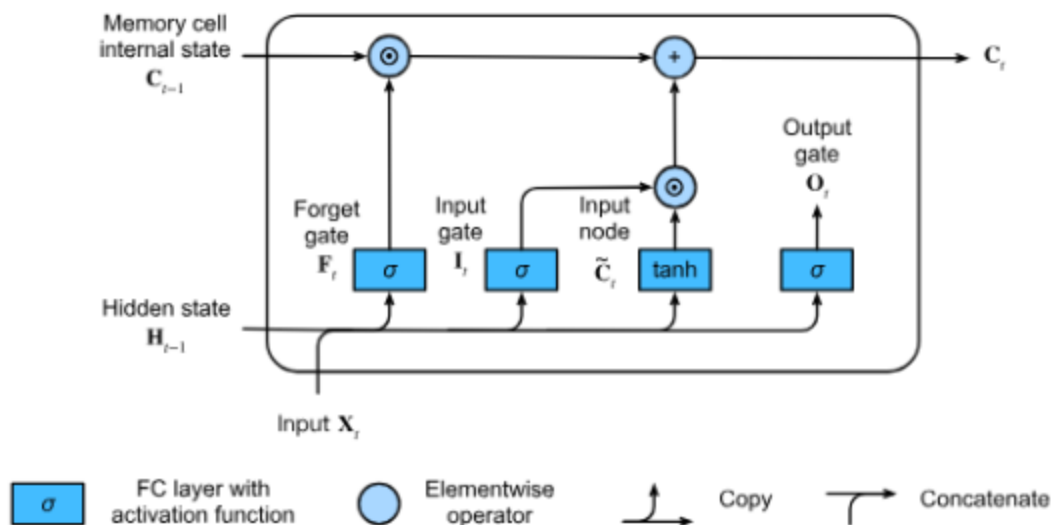 Memory cell
internal state
C_{t−1}
⊙
+
C_t
Output
gate
O_t
⊙
Forget
gate
F_t
Input
gate
I_t
Input
node
C̃_t
σ
σ
tanh
σ
Hidden state
H_{t−1}
Input X_t
σ
FC layer with
activation function
Elementwise
operator
Copy
Concatenate